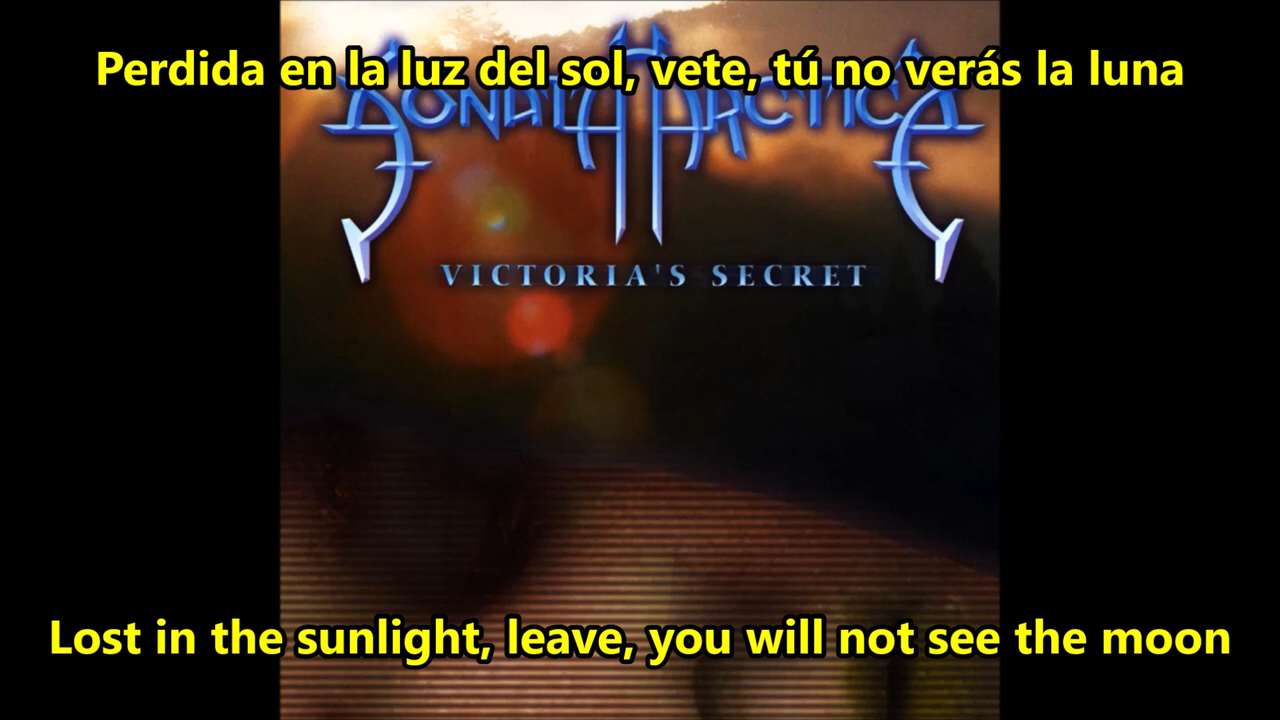 Perdida en la luz del sol, vete, tú no verás la luna
SONATA ARCTICA
VICTORIA'S SECRET
Lost in the sunlight, leave, you will not see the moon